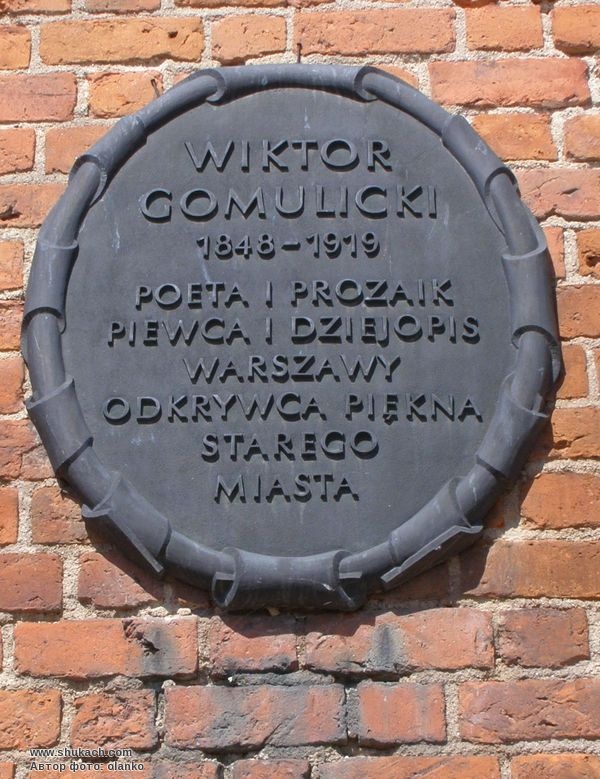 WIKTOR
GOMULICKI
1848-1919
POETA I PROZAIK
PIEWCA I DZIEJOPIS
WARSZAWY
ODKRYWCA PIĘKNA
STAREGO
MIASTA
www.shukach.com
Автор фото: olanko